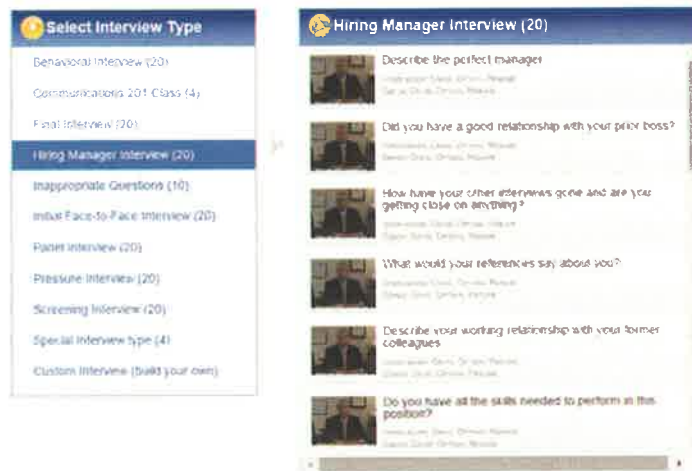 Select Interview Type
Behavioral Interview (20)
Communications 201 Class (4)
Final Interview (20)
Hiring Manager Interview (20)
Inappropriate Questions (10)
Initial Face-to-Face Interview (20)
Panel Interview (20)
Pressure Interview (20)
Screening Interview (20)
Special Interview type (4)
Custom Interview (build your own)
Hiring Manager Interview (20)
Describe the perfect manager
Did you have a good relationship with your prior boss?
How have your other interviews gone and are you
getting close on anything?
What would your references say about you?
Describe your working relationship with your former
colleagues
Do you have all the skills needed to perform in this
position?